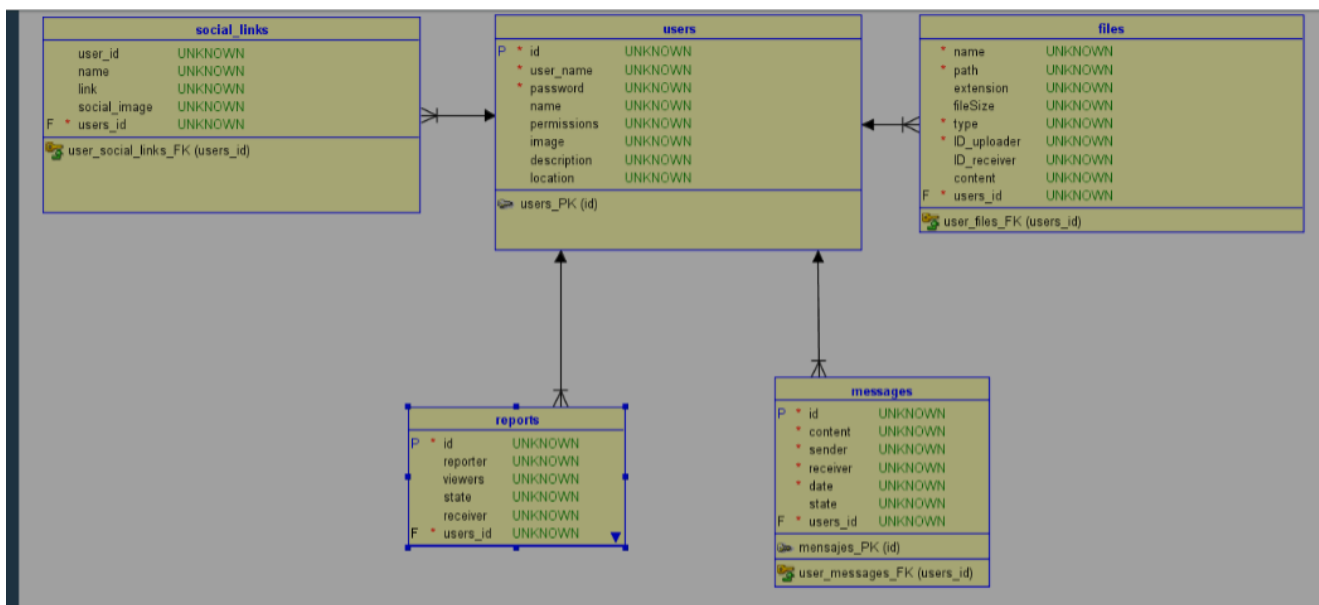 social_links
user_id UNKNOWN
name UNKNOWN
link UNKNOWN
social_image UNKNOWN
F * users_id UNKNOWN
user_social_links_FK (users_id)
users
P * id UNKNOWN
* user_name UNKNOWN
* password UNKNOWN
name UNKNOWN
permissions UNKNOWN
image UNKNOWN
description UNKNOWN
location UNKNOWN
users_PK (id)
files
* name UNKNOWN
* path UNKNOWN
extension UNKNOWN
fileSize UNKNOWN
* type UNKNOWN
* ID_uploader UNKNOWN
ID_receiver UNKNOWN
content UNKNOWN
F * users_id UNKNOWN
user_files_FK (users_id)
reports
P * id UNKNOWN
reporter UNKNOWN
viewers UNKNOWN
state UNKNOWN
receiver UNKNOWN
F * users_id UNKNOWN
messages
P * id UNKNOWN
* content UNKNOWN
* sender UNKNOWN
* receiver UNKNOWN
* date UNKNOWN
state UNKNOWN
F * users_id UNKNOWN
mensajes_PK (id)
user_messages_FK (users_id)